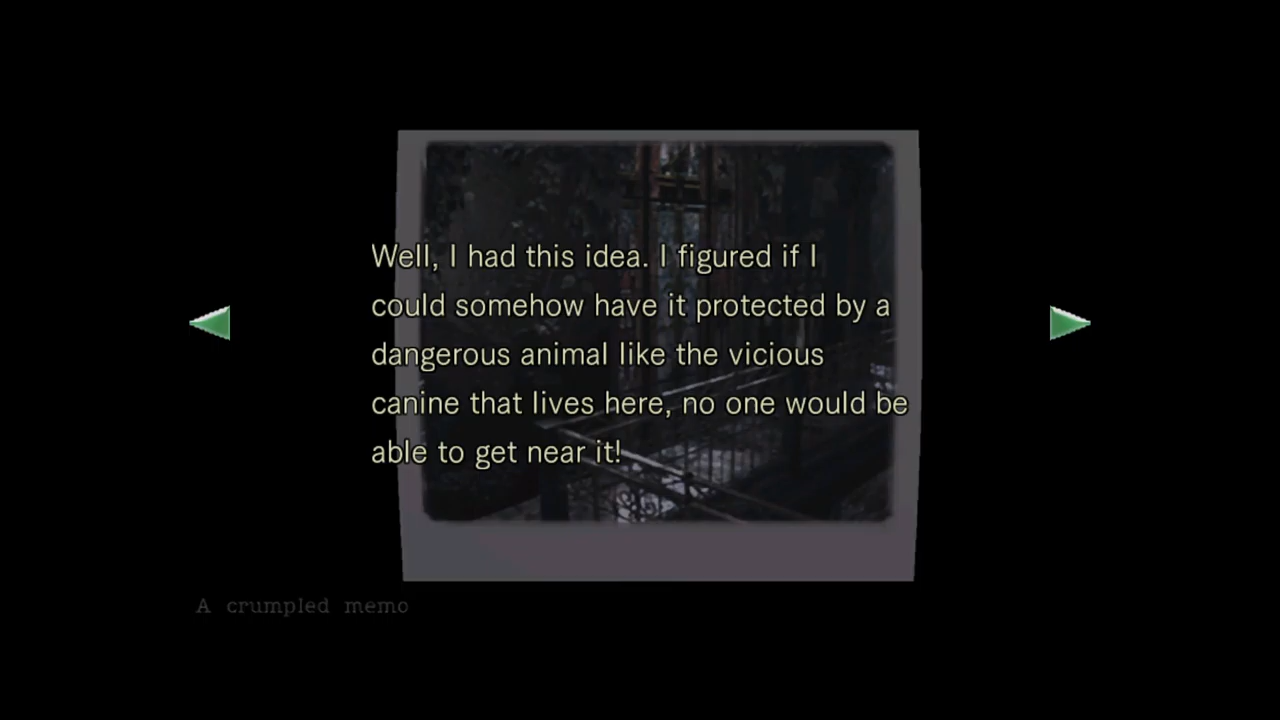 Well, I had this idea. I figured if I
could somehow have it protected by a
dangerous animal like the vicious
canine that lives here, no one would be
able to get near it!
A crumpled memo